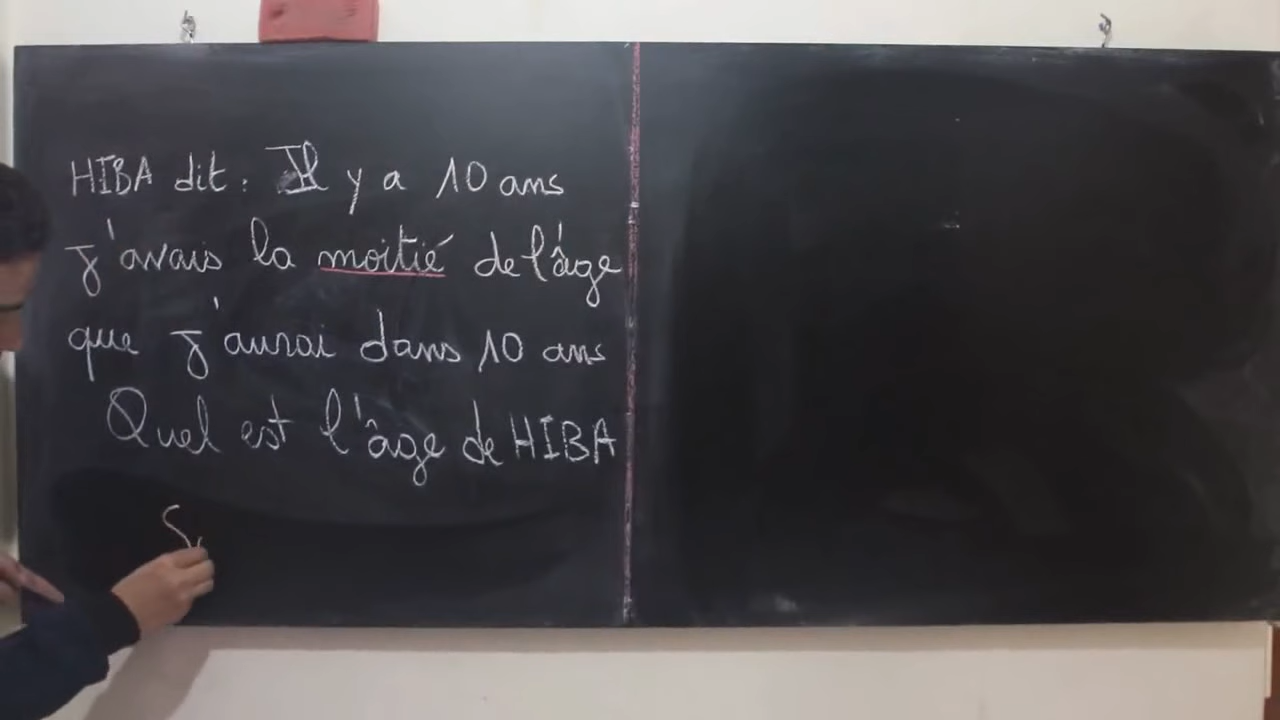 HIBA dit : Il y a 10 ans
j'avais la moitié de l'âge
que j'aurai dans 10 ans
Quel est l'âge de HIBA